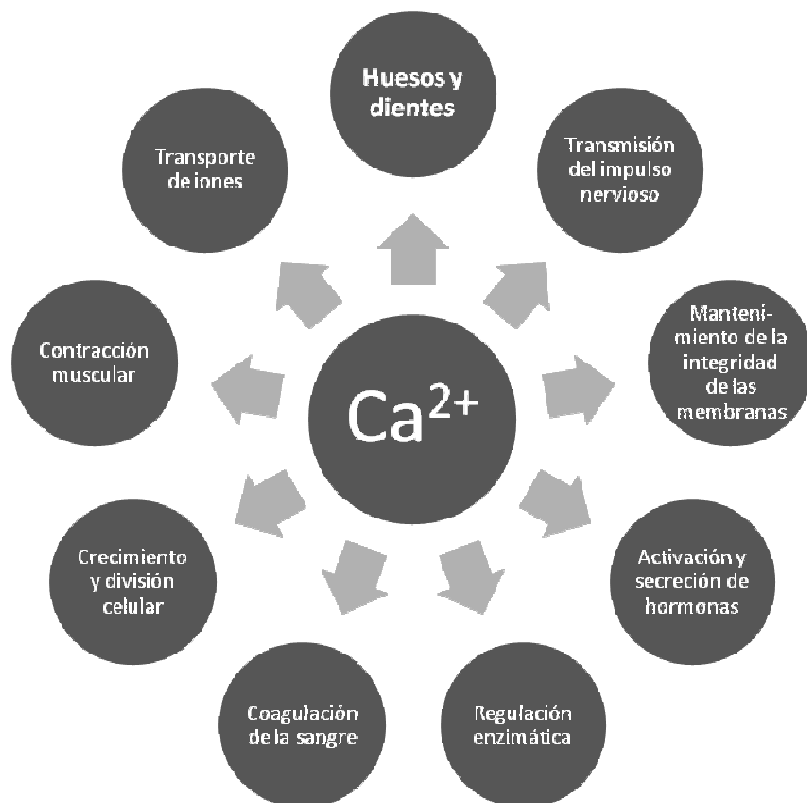 Huesos y
dientes
Transmisión
del impulso
nervioso
Manteni-
miento de la
integridad
de las
membranas
Activación y
secreción de
hormonas
Regulación
enzimática
Coagulación
de la sangre
Crecimiento
y división
celular
Contracción
muscular
Transporte
de iones
Ca²⁺